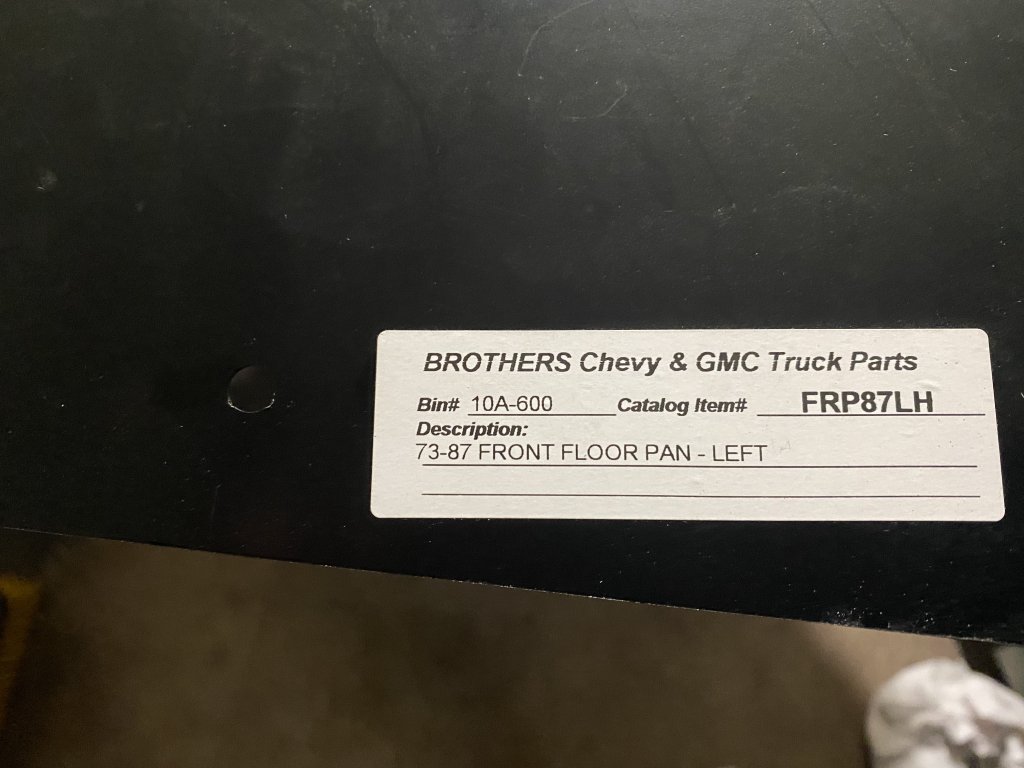 BROTHERS Chevy & GMC Truck Parts
Bin# 10A-600 Catalog Item# FRP87LH
Description:
73-87 FRONT FLOOR PAN - LEFT